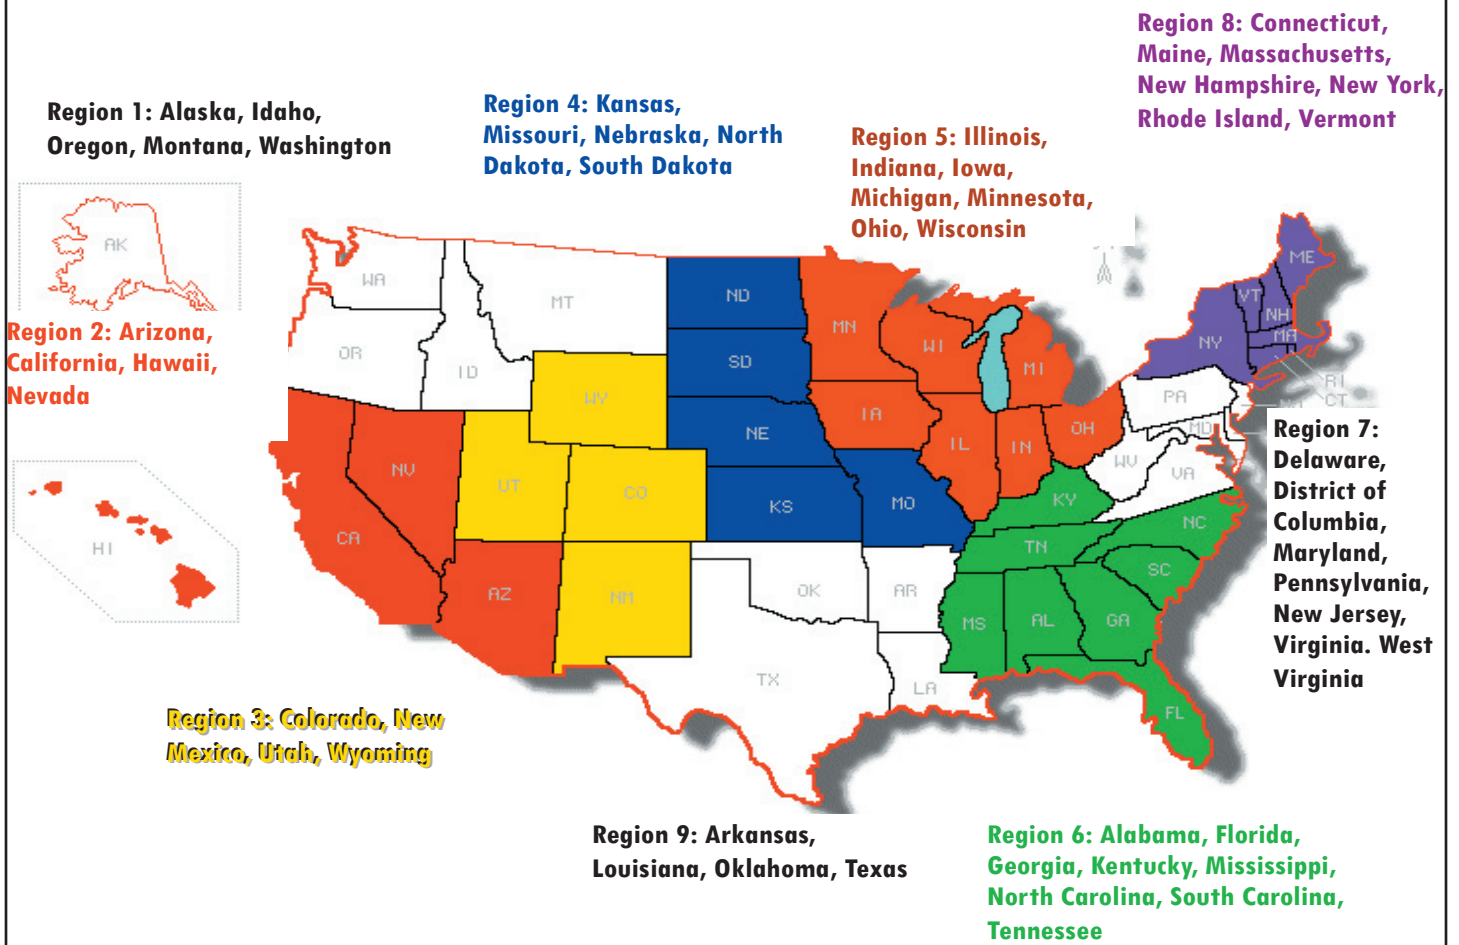 Region 8: Connecticut,
Maine, Massachusetts,
New Hampshire, New York,
Rhode Island, Vermont
Region 1: Alaska, Idaho,
Oregon, Montana, Washington
Region 4: Kansas,
Missouri, Nebraska, North
Dakota, South Dakota
Region 5: Illinois,
Indiana, Iowa,
Michigan, Minnesota,
Ohio, Wisconsin
AK
Region 2: Arizona,
California, Hawaii,
Nevada
HI
WA
MT
ND
MN
ME
VT
NH
MA
NY
OR
ID
SD
WI
MI
RI
CT
WY
PA
IA
NE
OH
MD
IL
IN
NV
UT
CO
WV
VA
KS
MO
KY
NC
CA
TN
SC
AZ
NM
OK
AR
MS
AL
GA
TX
LA
FL
Region 7:
Delaware,
District of
Columbia,
Maryland,
Pennsylvania,
New Jersey,
Virginia. West
Virginia
Region 3: Colorado, New
Mexico, Utah, Wyoming
Region 9: Arkansas,
Louisiana, Oklahoma, Texas
Region 6: Alabama, Florida,
Georgia, Kentucky, Mississippi,
North Carolina, South Carolina,
Tennessee